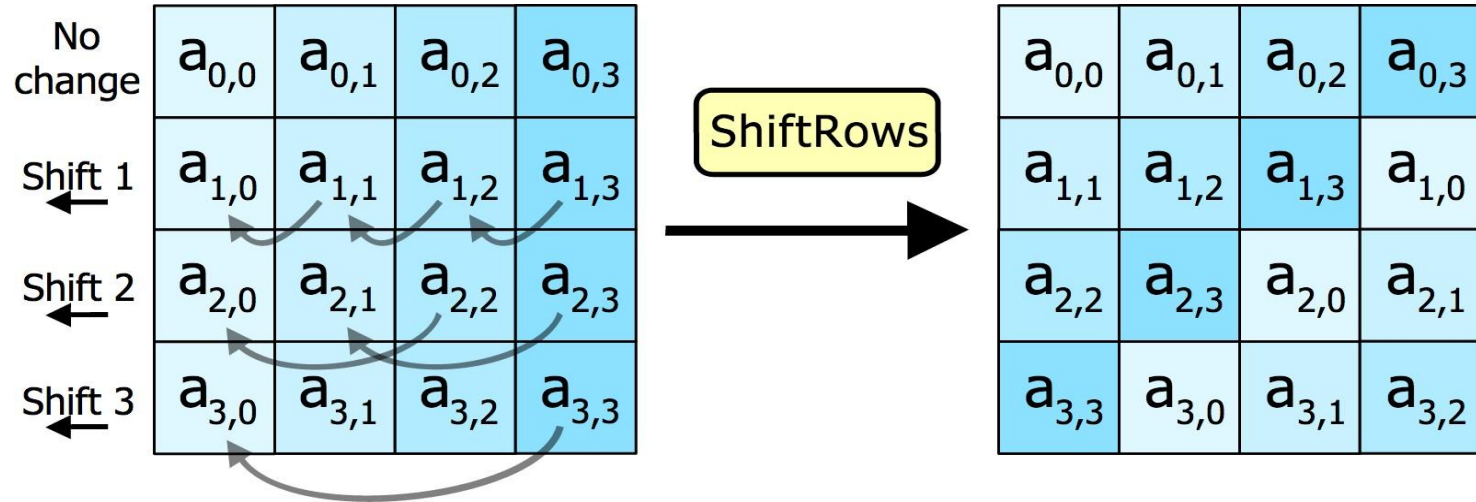 No
change
a0,0 a0,1 a0,2 a0,3
Shift 1
a1,0 a1,1 a1,2 a1,3
Shift 2
a2,0 a2,1 a2,2 a2,3
Shift 3
a3,0 a3,1 a3,2 a3,3
ShiftRows
a0,0 a0,1 a0,2 a0,3
a1,1 a1,2 a1,3 a1,0
a2,2 a2,3 a2,0 a2,1
a3,3 a3,0 a3,1 a3,2